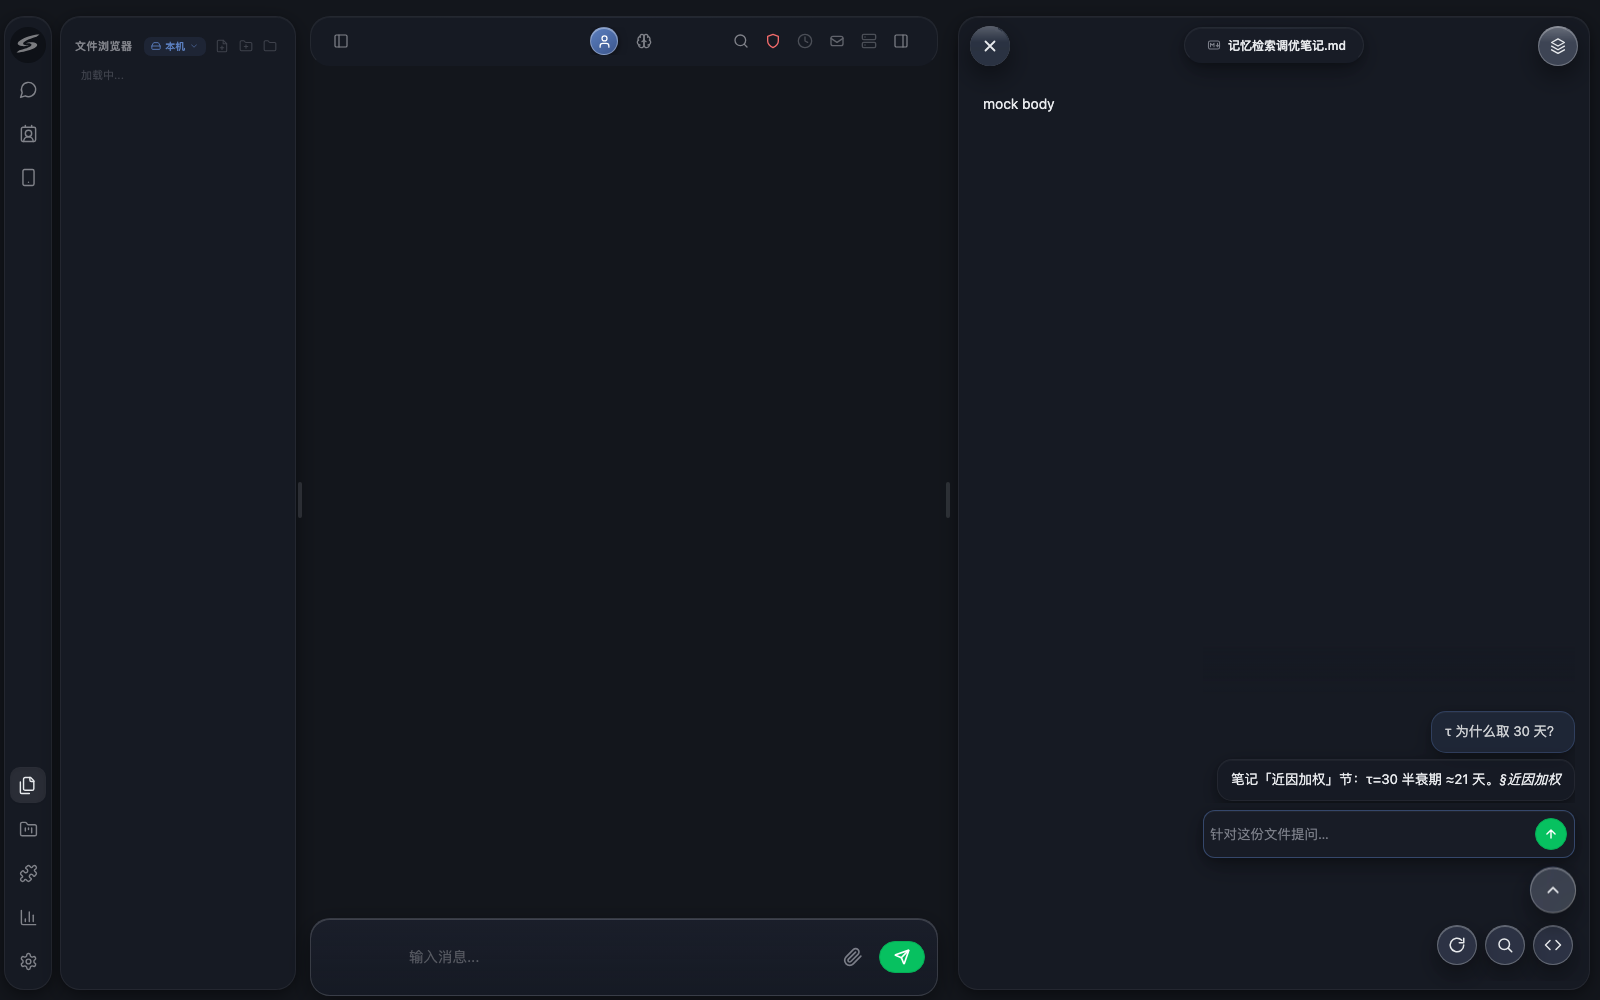 文件浏览器
本机
加载中...
记忆检索调优笔记.md
mock body
τ 为什么取 30 天?
笔记「近因加权」节：τ=30 半衰期 ≈21 天。§近因加权
针对这份文件提问...
输入消息...